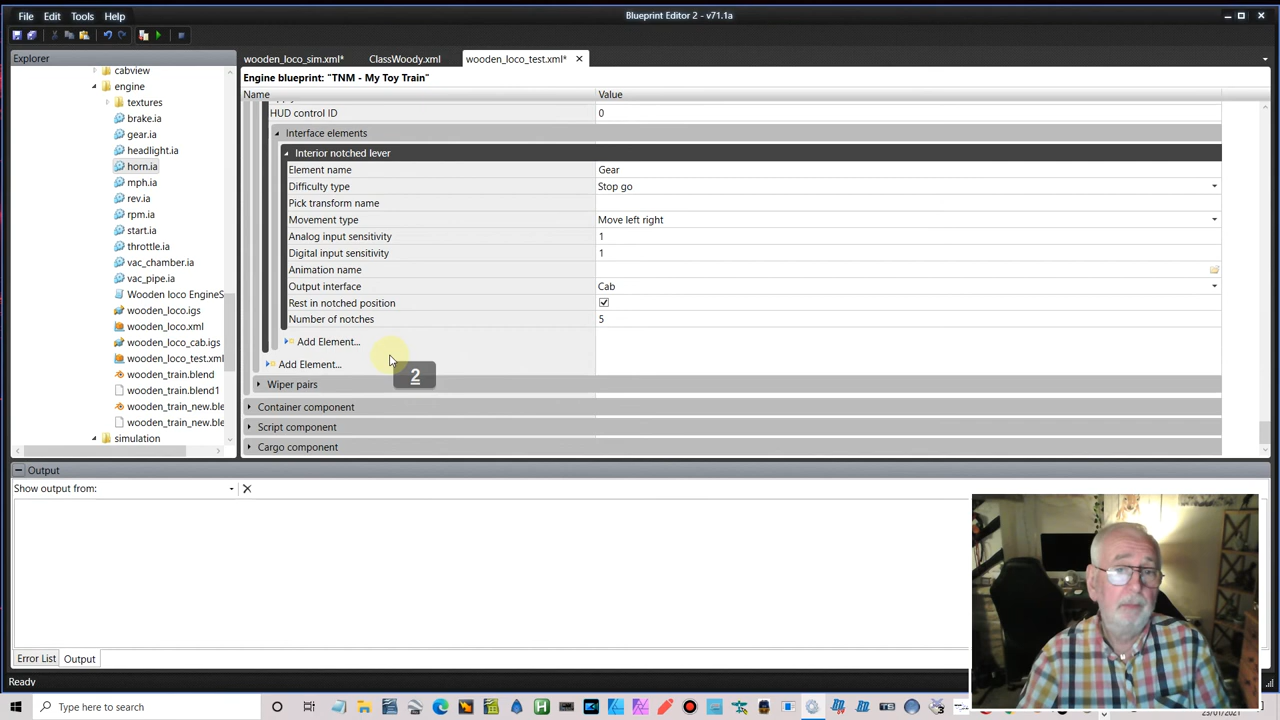 File Edit Tools Help
Blueprint Editor 2 - v71.1a
Explorer
wooden_loco_sim.xml*
ClassWoody.xml
wooden_loco_test.xml*
Engine blueprint: "TNM - My Toy Train"
Name Value
cabview
engine
textures
brake.ia
gear.ia
headlight.ia
horn.ia
mph.ia
rev.ia
rpm.ia
start.ia
throttle.ia
vac_chamber.ia
vac_pipe.ia
Wooden loco EngineS
wooden_loco.igs
wooden_loco.xml
wooden_loco_cab.igs
wooden_loco_test.xml
wooden_train.blend
wooden_train.blend1
wooden_train_new.ble
wooden_train_new.ble
simulation
HUD control ID 0
Interface elements
Interior notched lever
Element name Gear
Difficulty type Stop go
Pick transform name
Movement type Move left right
Analog input sensitivity 1
Digital input sensitivity 1
Animation name
Output interface Cab
Rest in notched position
Number of notches 5
Add Element...
Add Element...
2
Wiper pairs
Container component
Script component
Cargo component
Output
Show output from:
Error List Output
Ready
Type here to search
23/01/2021